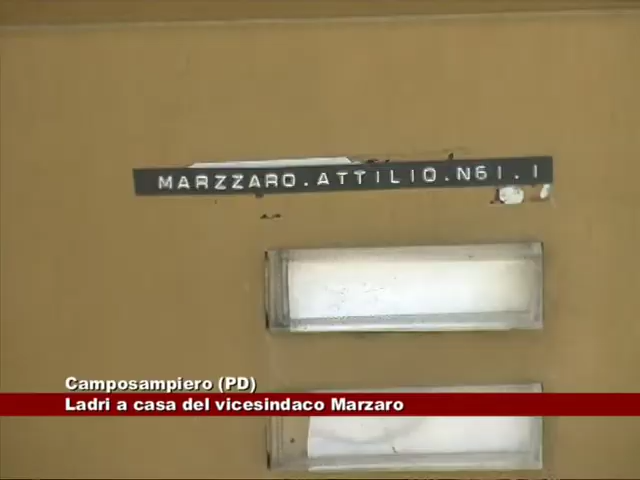 MARZZARO.ATTILIO.N61.1
Camposampiero (PD)
Ladri a casa del vicesindaco Marzaro